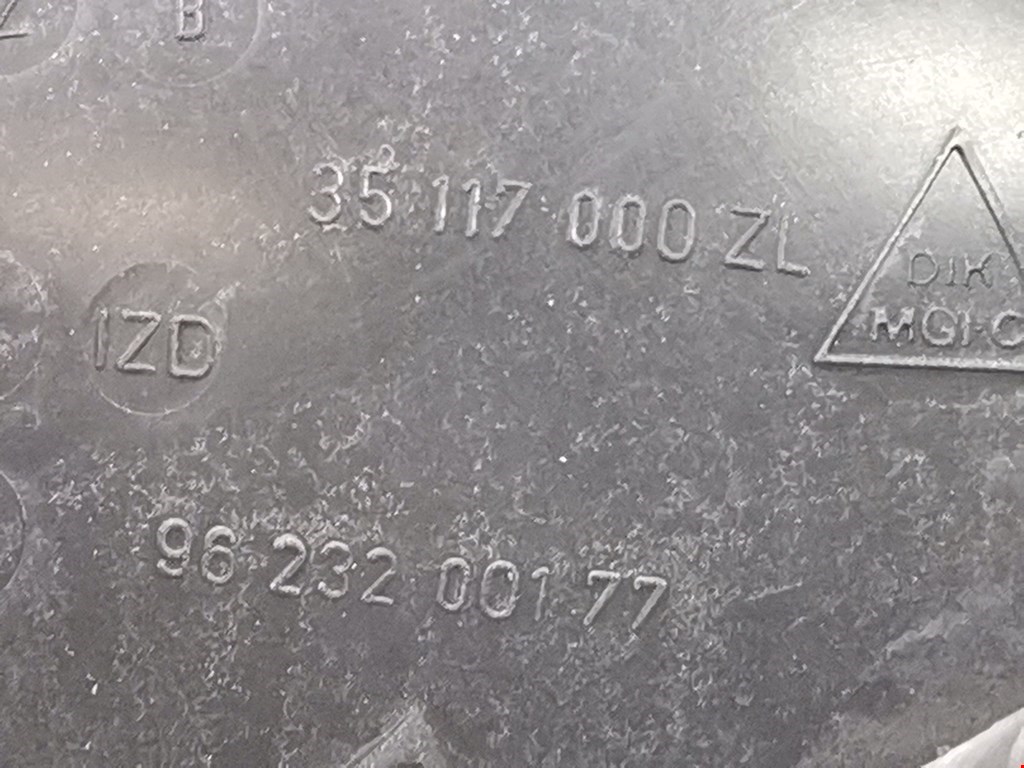 B
35 117 000 ZL
DIK
MGI-C
IZD
96 232 001 77